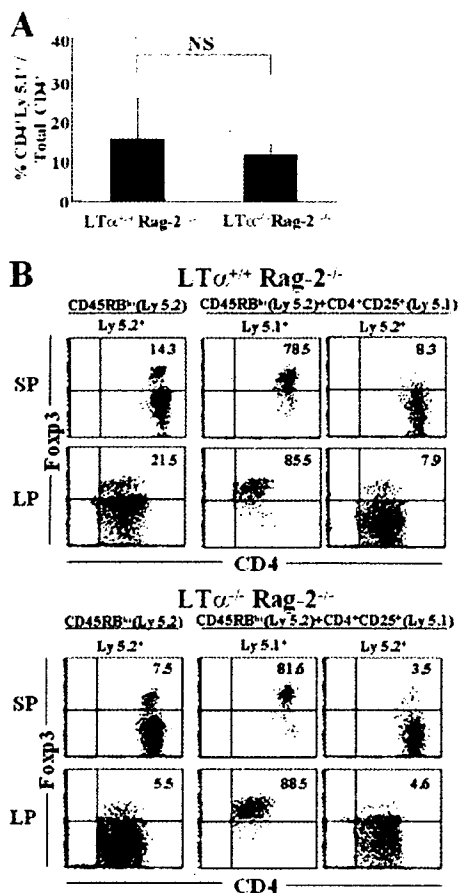 A
NS
% CD4⁺Ly 5.1⁺ /
Total CD4⁺
40
30
20
10
0
LTα⁺/⁺ Rag-2⁻/⁻ LTα⁻/⁻ Rag-2⁻/⁻
B
LTα⁺/⁺ Rag-2⁻/⁻
CD45RBʰⁱ(Ly 5.2) CD45RBʰⁱ(Ly 5.2)+CD4⁺CD25⁺(Ly 5.1)
Ly 5.2⁺ Ly 5.1⁺ Ly 5.2⁺
SP 14.3 78.5 8.3
Foxp3
LP 21.5 85.5 7.9
CD4
LTα⁻/⁻ Rag-2⁻/⁻
CD45RBʰⁱ(Ly 5.2) CD45RBʰⁱ(Ly 5.2)+CD4⁺CD25⁺(Ly 5.1)
Ly 5.2⁺ Ly 5.1⁺ Ly 5.2⁺
SP 7.5 81.6 3.5
Foxp3
LP 5.5 88.5 4.6
CD4